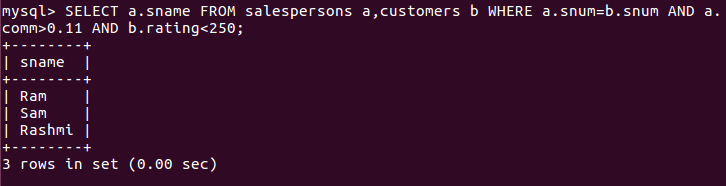 mysql> SELECT a.sname FROM salespersons a,customers b WHERE a.snum=b.snum AND a.
comm>0.11 AND b.rating<250;
+--------+
| sname  |
+--------+
| Ram    |
| Sam    |
| Rashmi |
+--------+
3 rows in set (0.00 sec)